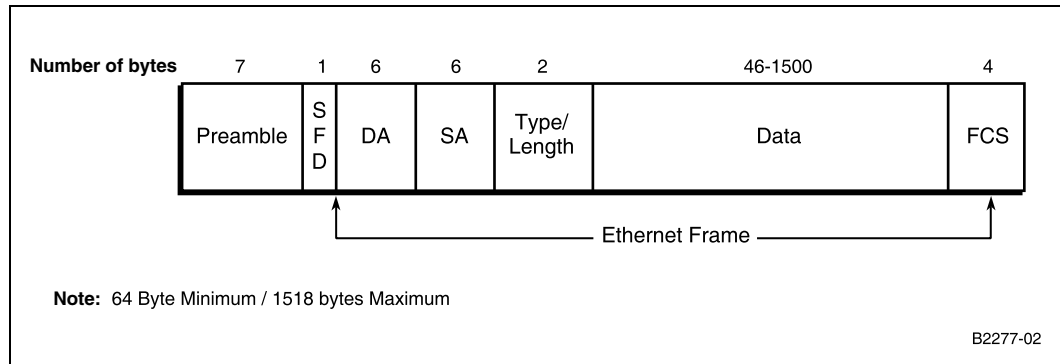 Number of bytes 7 1 6 6 2 46-1500 4
Preamble
S
F
D
DA
SA
Type/
Length
Data
FCS
Ethernet Frame
Note: 64 Byte Minimum / 1518 bytes Maximum
B2277-02